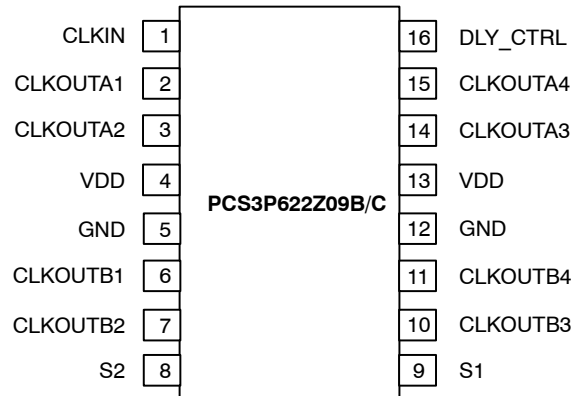 CLKIN 1 16 DLY_CTRL
CLKOUTA1 2 15 CLKOUTA4
CLKOUTA2 3 14 CLKOUTA3
VDD 4 13 VDD
PCS3P622Z09B/C
GND 5 12 GND
CLKOUTB1 6 11 CLKOUTB4
CLKOUTB2 7 10 CLKOUTB3
S2 8 9 S1